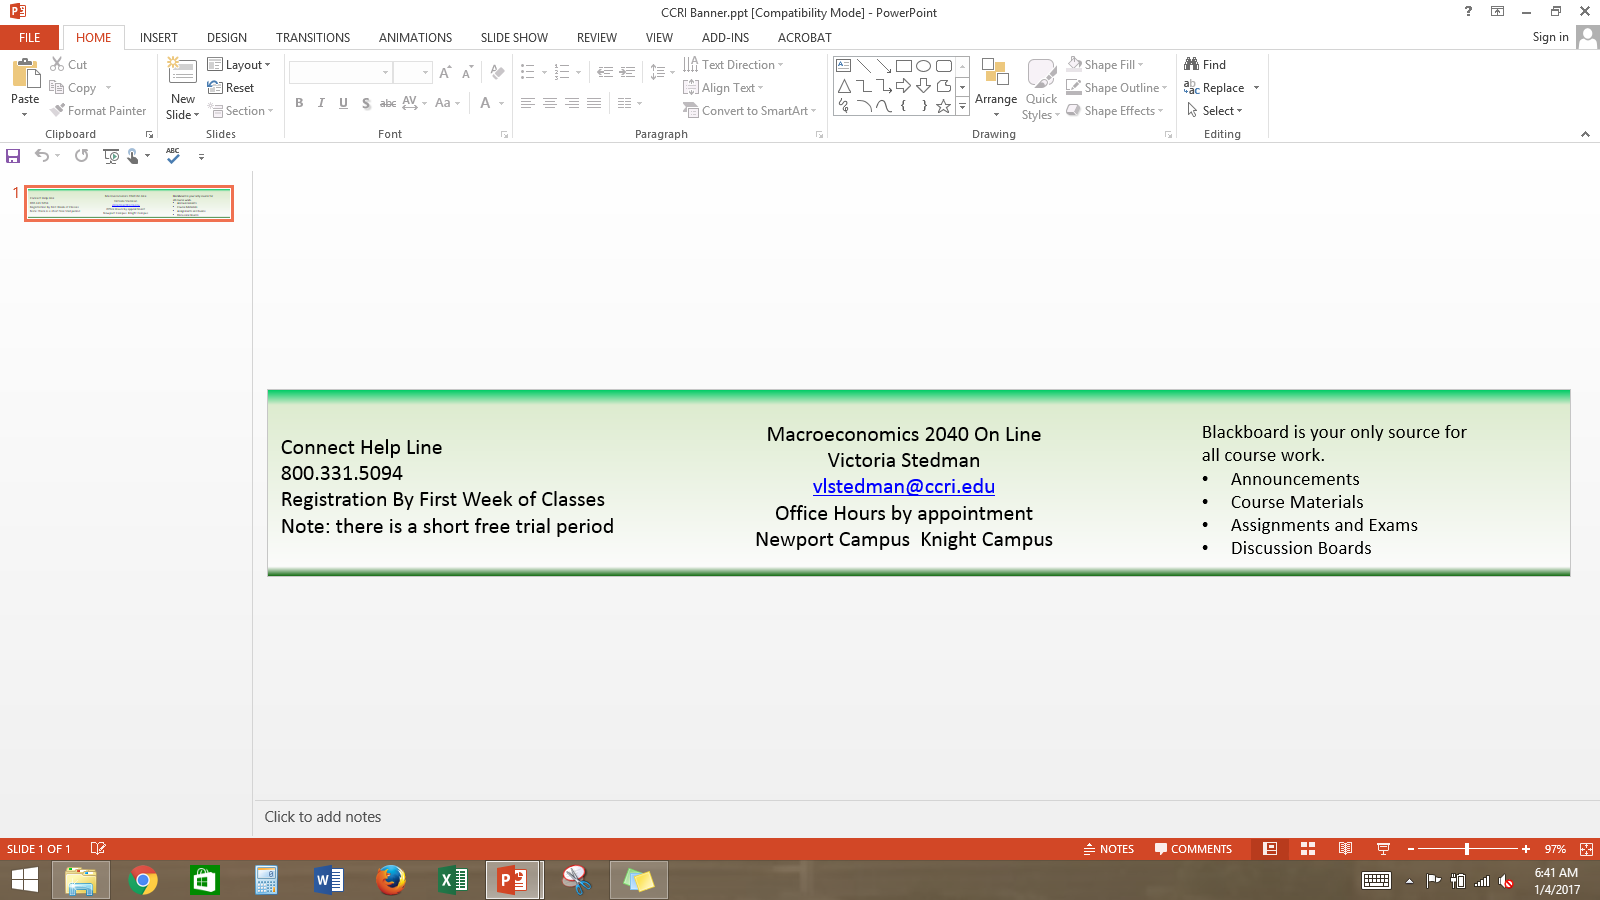 CCRI Banner.ppt [Compatibility Mode] - PowerPoint
FILE HOME INSERT DESIGN TRANSITIONS ANIMATIONS SLIDE SHOW REVIEW VIEW ADD-INS ACROBAT Sign in
Paste
Cut
Copy
Format Painter
Clipboard
New
Slide
Layout
Reset
Section
Slides
B I U S abc AV Aa A
Font
Text Direction
Align Text
Convert to SmartArt
Paragraph
Arrange
Quick
Styles
Shape Fill
Shape Outline
Shape Effects
Drawing
Find
Replace
Select
Editing
ABC
1
Connect Help Line
800.331.5094
Registration By First Week of Classes
Note: there is a short free trial period
Macroeconomics 2040 On Line
Victoria Stedman
vlstedman@ccri.edu
Office Hours by appointment
Newport Campus  Knight Campus
Blackboard is your only source for
all course work.
• Announcements
• Course Materials
• Assignments and Exams
• Discussion Boards
Click to add notes
SLIDE 1 OF 1
NOTES COMMENTS 97%
6:41 AM
1/4/2017